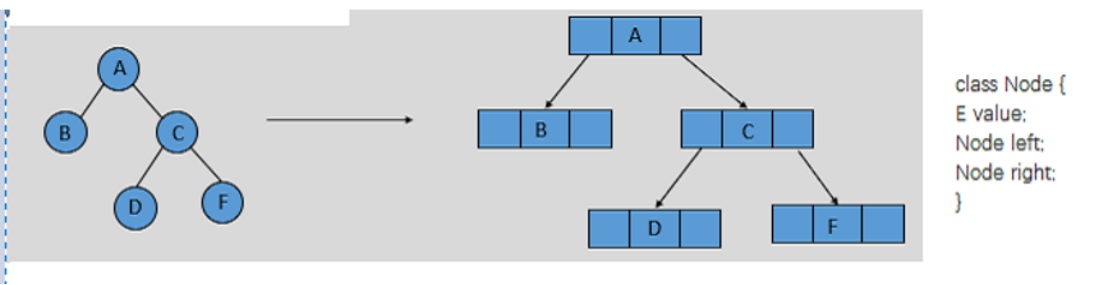 A
B
C
D
F
A
B
C
D
F
class Node {
E value;
Node left;
Node right;
}